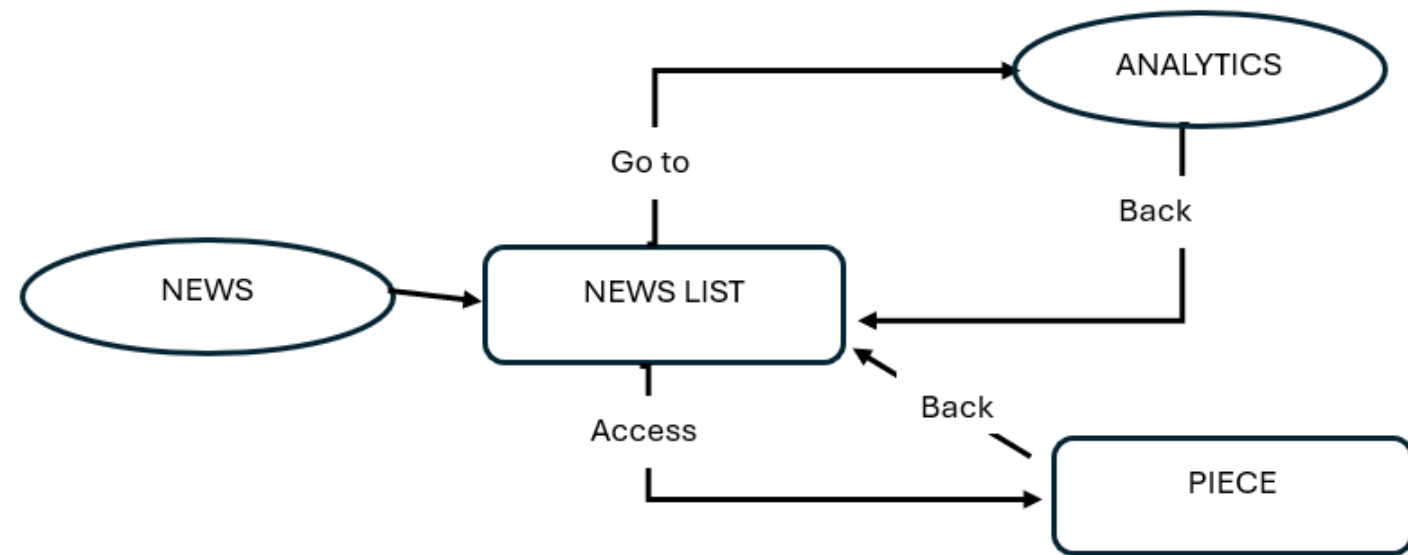 ANALYTICS
Go to
Back
NEWS
NEWS LIST
Back
Access
PIECE